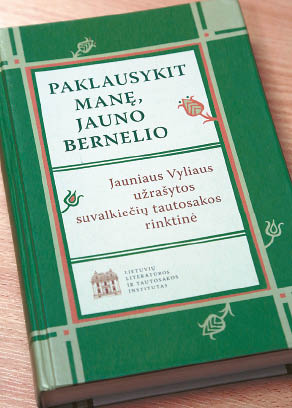 PAKLAUSYKIT
MANĘ,
JAUNO
BERNELIO
Jauniaus Vyliaus
užrašytos
suvalkiečių tautosakos
rinktinė
LIETUVIŲ
LITERATŪROS
IR TAUTOSAKOS
INSTITUTAS